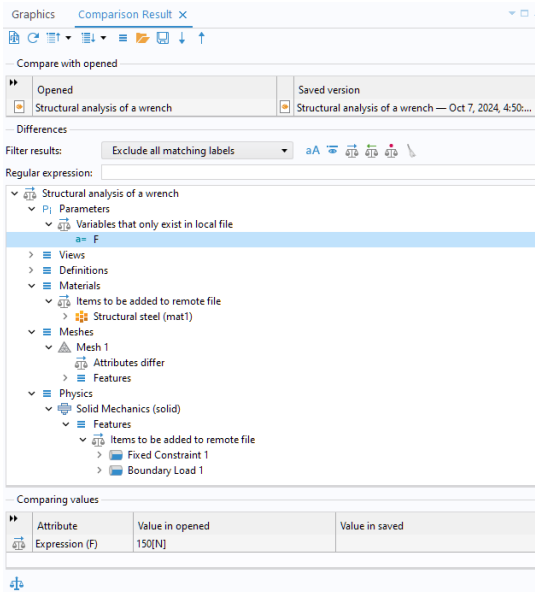 Graphics
Comparison Result
Compare with opened
Opened
Saved version
Structural analysis of a wrench
Structural analysis of a wrench — Oct 7, 2024, 4:50:...
Differences
Filter results:
Exclude all matching labels
aA
Regular expression:
Structural analysis of a wrench
Pi Parameters
Variables that only exist in local file
a= F
Views
Definitions
Materials
Items to be added to remote file
Structural steel (mat1)
Meshes
Mesh 1
Attributes differ
Features
Physics
Solid Mechanics (solid)
Features
Items to be added to remote file
Fixed Constraint 1
Boundary Load 1
Comparing values
Attribute
Value in opened
Value in saved
Expression (F)
150[N]